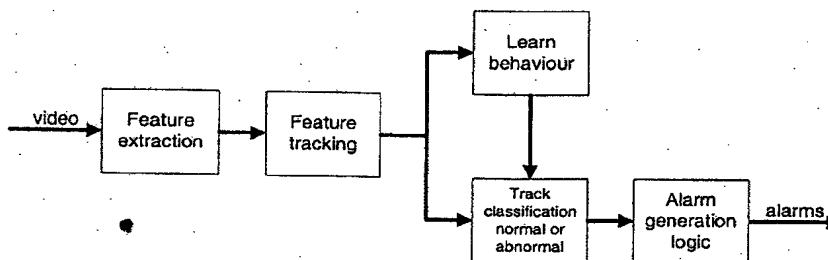 video
Feature
extraction
Feature
tracking
Learn
behaviour
Track
classification
normal or
abnormal
Alarm
generation
logic
alarms